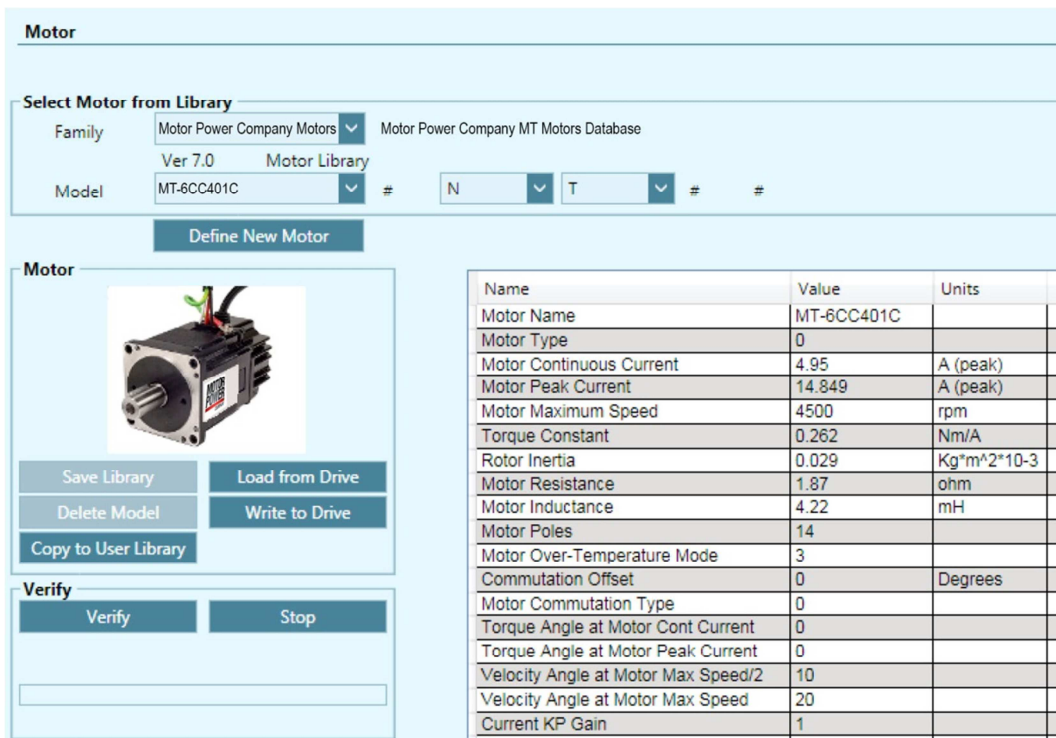 Motor
Select Motor from Library
Family Motor Power Company Motors Motor Power Company MT Motors Database
Ver 7.0 Motor Library
Model MT-6CC401C # N T # #
Define New Motor
Motor
MOTOR
POWER
Save Library Load from Drive
Delete Model Write to Drive
Copy to User Library
Verify
Verify Stop
Name Value Units
Motor Name MT-6CC401C
Motor Type 0
Motor Continuous Current 4.95 A (peak)
Motor Peak Current 14.849 A (peak)
Motor Maximum Speed 4500 rpm
Torque Constant 0.262 Nm/A
Rotor Inertia 0.029 Kg*m^2*10-3
Motor Resistance 1.87 ohm
Motor Inductance 4.22 mH
Motor Poles 14
Motor Over-Temperature Mode 3
Commutation Offset 0 Degrees
Motor Commutation Type 0
Torque Angle at Motor Cont Current 0
Torque Angle at Motor Peak Current 0
Velocity Angle at Motor Max Speed/2 10
Velocity Angle at Motor Max Speed 20
Current KP Gain 1